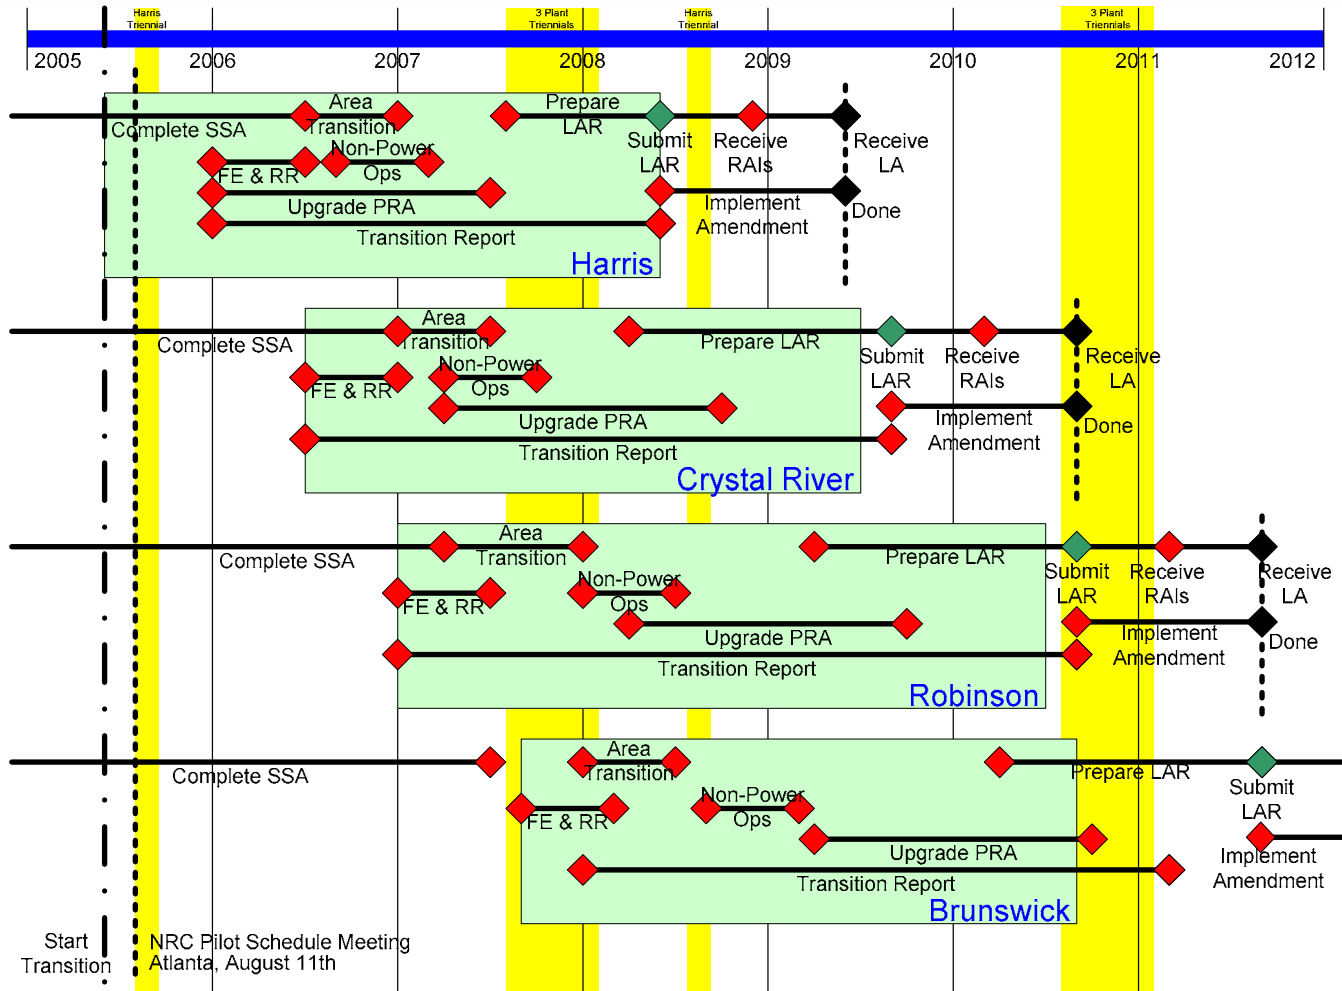 Harris
Triennial
3 Plant
Triennials
Harris
Triennial
3 Plant
Triennials
2005 2006 2007 2008 2009 2010 2011 2012
Complete SSA
Area
Transition
Prepare
LAR
Submit
LAR
Receive
RAIs
Receive
LA
FE & RR
Non-Power
Ops
Upgrade PRA
Implement
Amendment
Done
Transition Report
Harris
Complete SSA
Area
Transition
Prepare LAR
Submit
LAR
Receive
RAIs
Receive
LA
FE & RR
Non-Power
Ops
Upgrade PRA
Implement
Amendment
Done
Transition Report
Crystal River
Complete SSA
Area
Transition
Prepare LAR
Submit
LAR
Receive
RAIs
Receive
LA
FE & RR
Non-Power
Ops
Upgrade PRA
Implement
Amendment
Done
Transition Report
Robinson
Complete SSA
Area
Transition
Prepare LAR
Submit
LAR
FE & RR
Non-Power
Ops
Upgrade PRA
Implement
Amendment
Transition Report
Brunswick
Start
Transition
NRC Pilot Schedule Meeting
Atlanta, August 11th